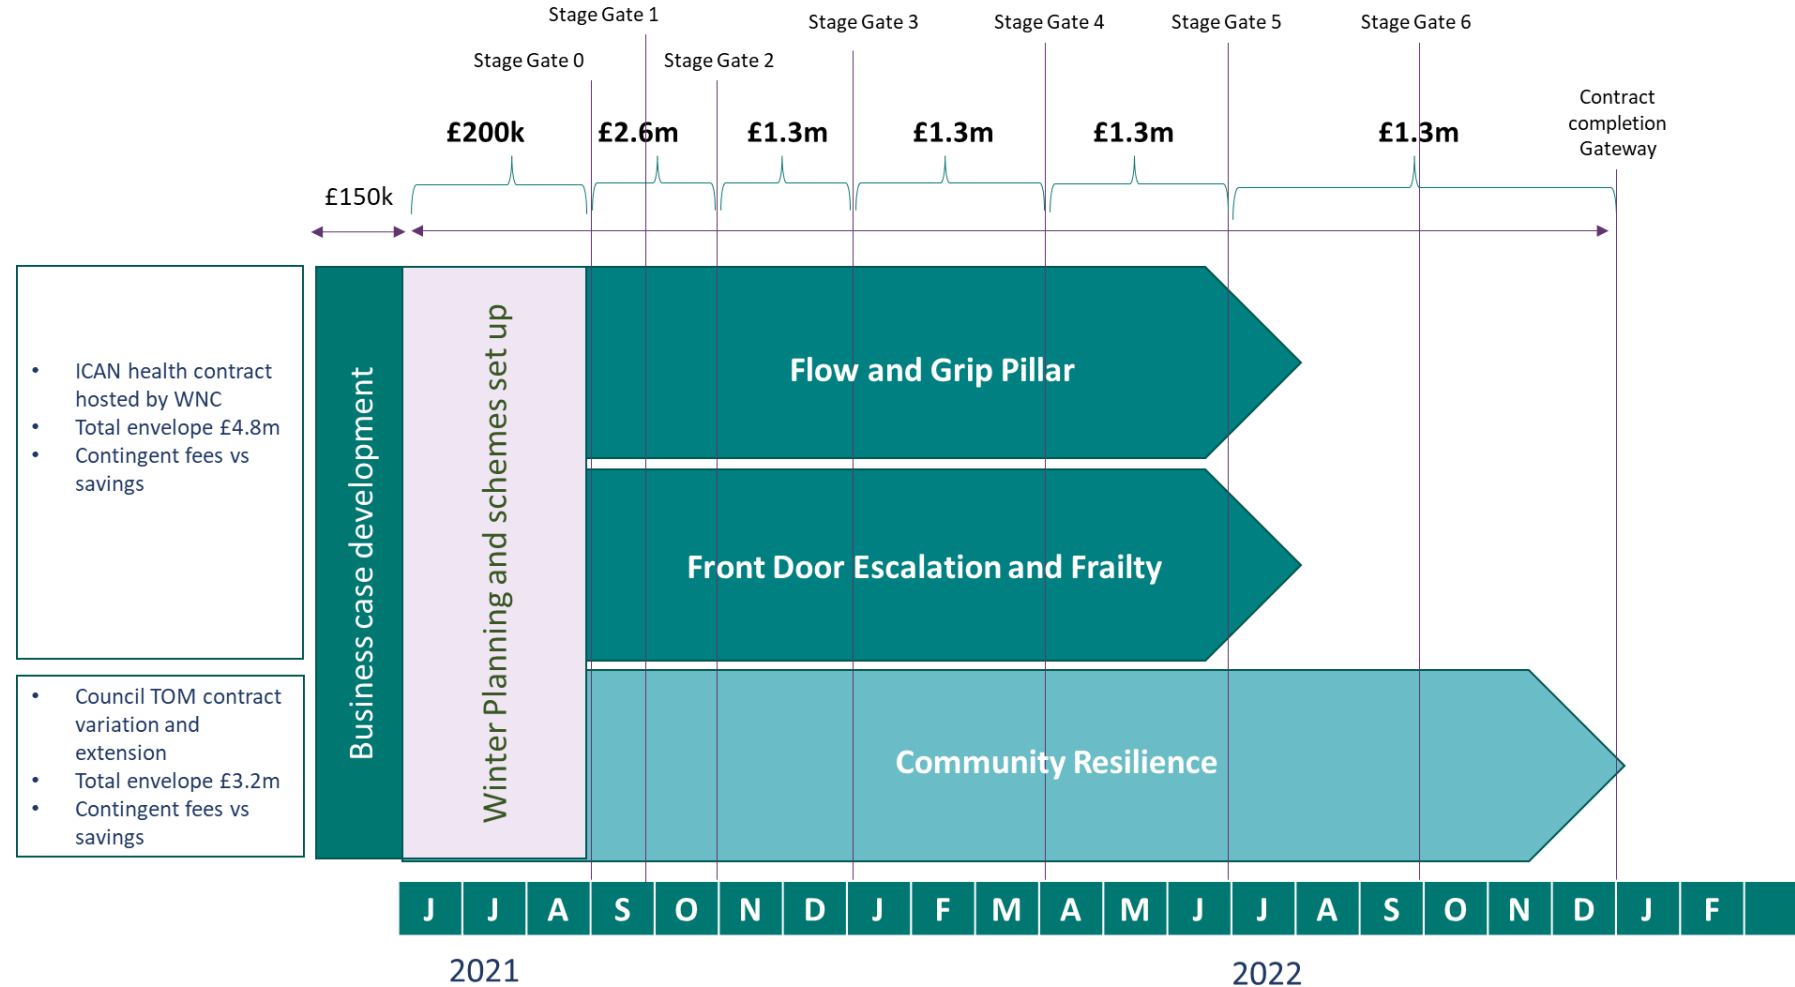 Stage Gate 1
Stage Gate 3
Stage Gate 4
Stage Gate 5
Stage Gate 6
Stage Gate 0
Stage Gate 2
Contract
completion
Gateway
£200k
£2.6m
£1.3m
£1.3m
£1.3m
£1.3m
£150k
• ICAN health contract
hosted by WNC
• Total envelope £4.8m
• Contingent fees vs
savings
• Council TOM contract
variation and
extension
• Total envelope £3.2m
• Contingent fees vs
savings
Business case development
Winter Planning and schemes set up
Flow and Grip Pillar
Front Door Escalation and Frailty
Community Resilience
J J A S O N D J F M A M J J A S O N D J F
2021
2022